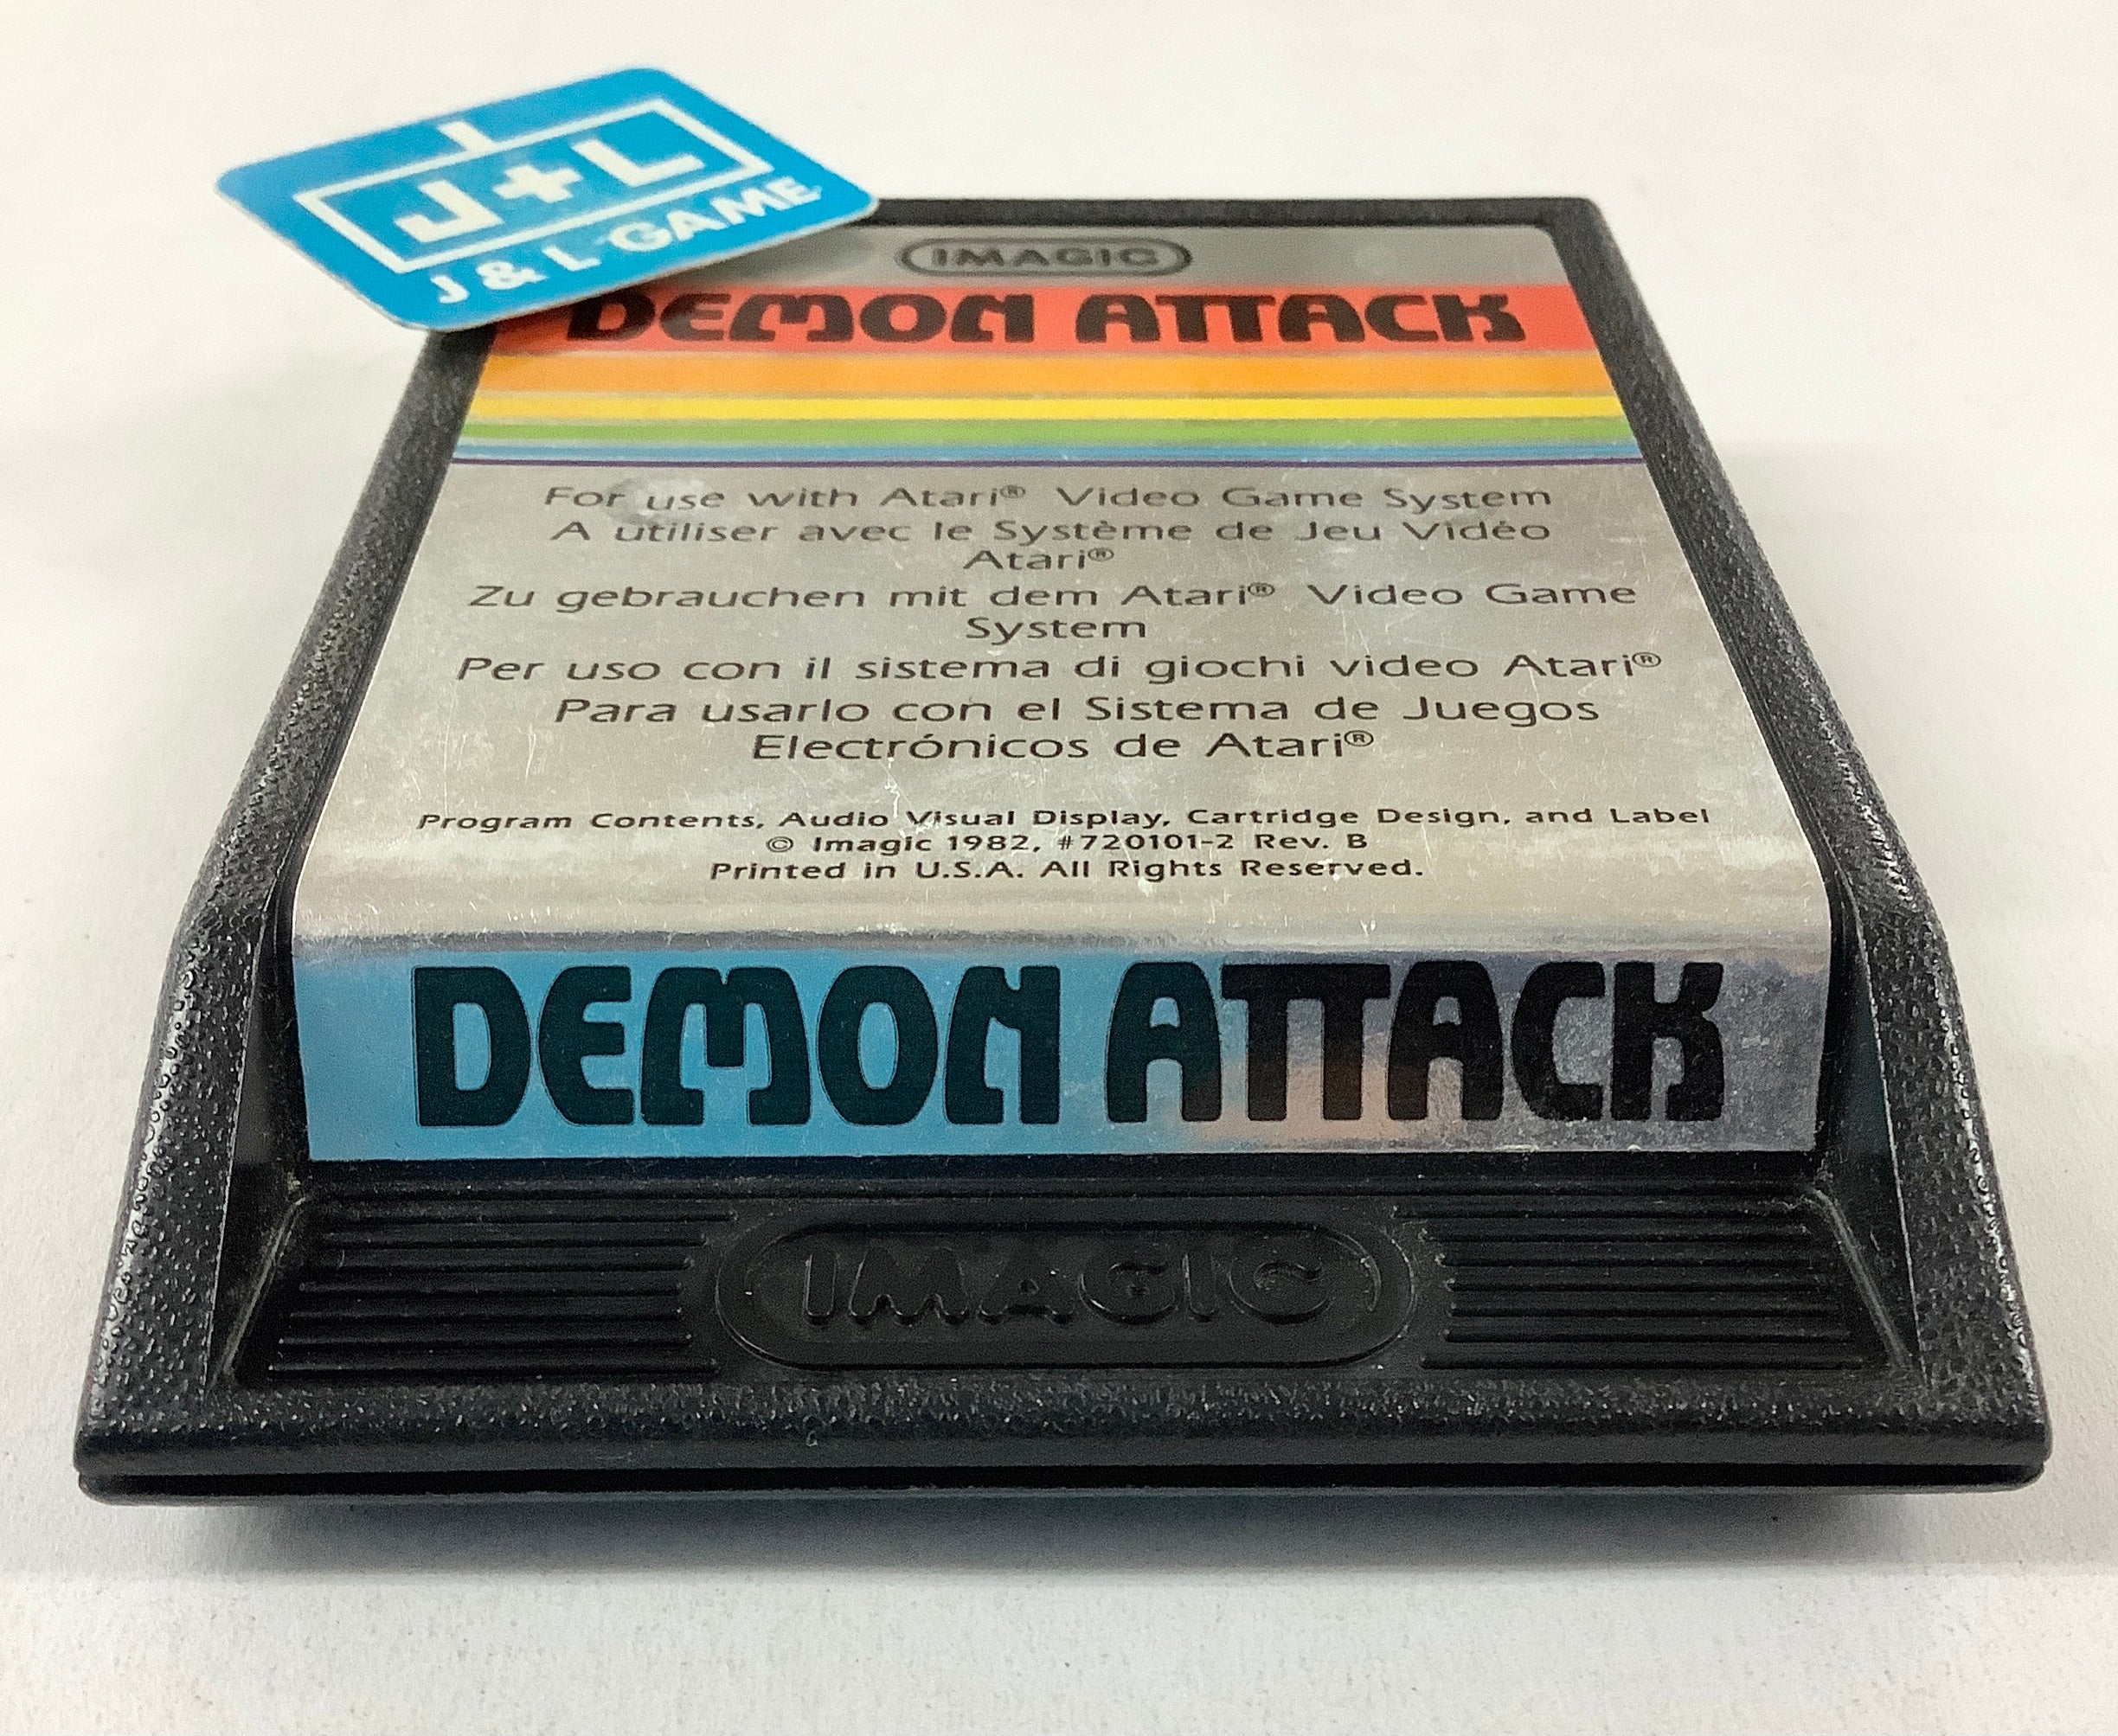 J+L
J & L GAME
IMAGIC
DEMON ATTACK
For use with Atari® Video Game System
A utiliser avec le Système de Jeu Vidéo
Atari®
Zu gebrauchen mit dem Atari® Video Game
System
Per uso con il sistema di giochi video Atari®
Para usarlo con el Sistema de Juegos
Electrónicos de Atari®
Program Contents, Audio Visual Display, Cartridge Design, and Label
© Imagic 1982, #720101-2 Rev. B
Printed in U.S.A. All Rights Reserved.
DEMON ATTACK
IMAGIC